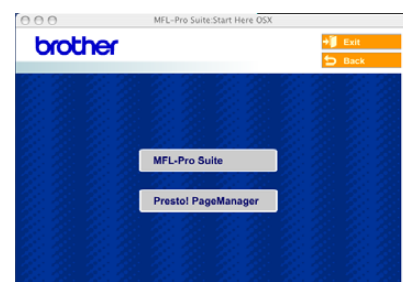 MFL-Pro Suite:Start Here OSX
brother
Exit
Back
MFL-Pro Suite
Presto! PageManager